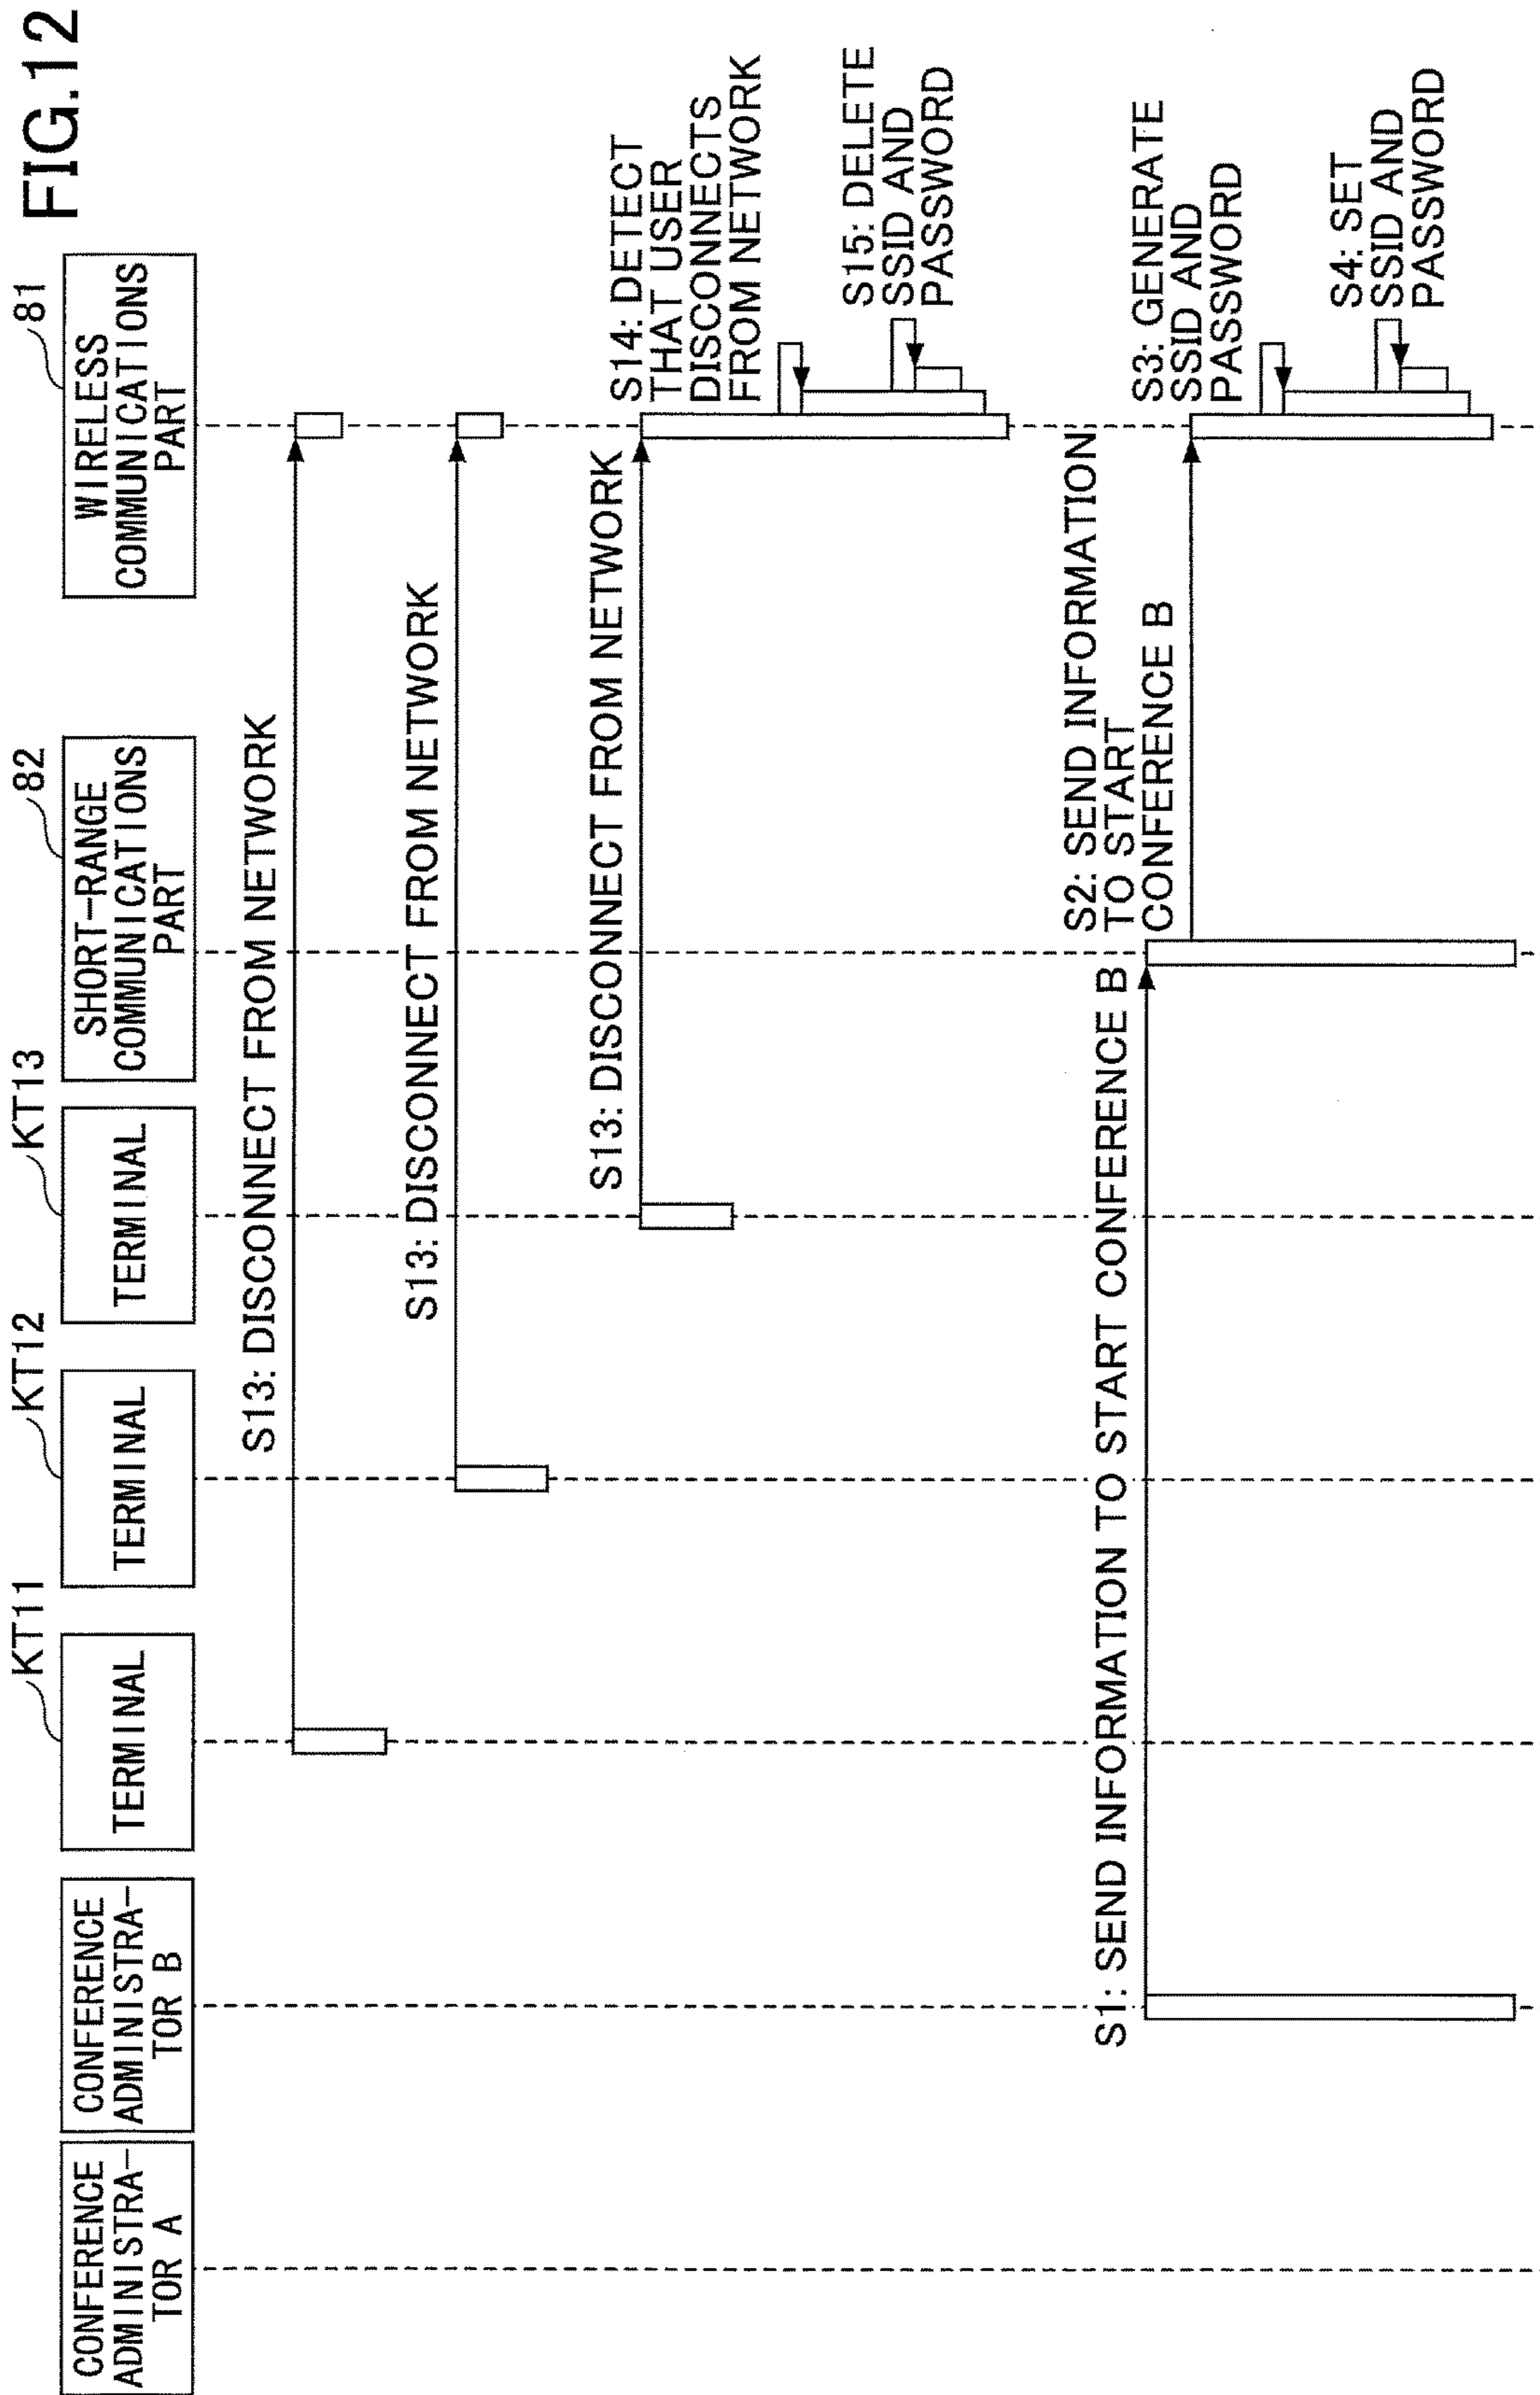 FIG.12
CONFERENCE
ADMINISTRA-
TOR A
CONFERENCE
ADMINISTRA-
TOR B
KT11
TERMINAL
KT12
TERMINAL
KT13
TERMINAL
82
SHORT-RANGE
COMMUNICATIONS
PART
81
WIRELESS
COMMUNICATIONS
PART
S13: DISCONNECT FROM NETWORK
S13: DISCONNECT FROM NETWORK
S13: DISCONNECT FROM NETWORK
S14: DETECT
THAT USER
DISCONNECTS
FROM NETWORK
S15: DELETE
SSID AND
PASSWORD
S1: SEND INFORMATION TO START CONFERENCE B
S2: SEND INFORMATION
TO START
CONFERENCE B
S3: GENERATE
SSID AND
PASSWORD
S4: SET
SSID AND
PASSWORD